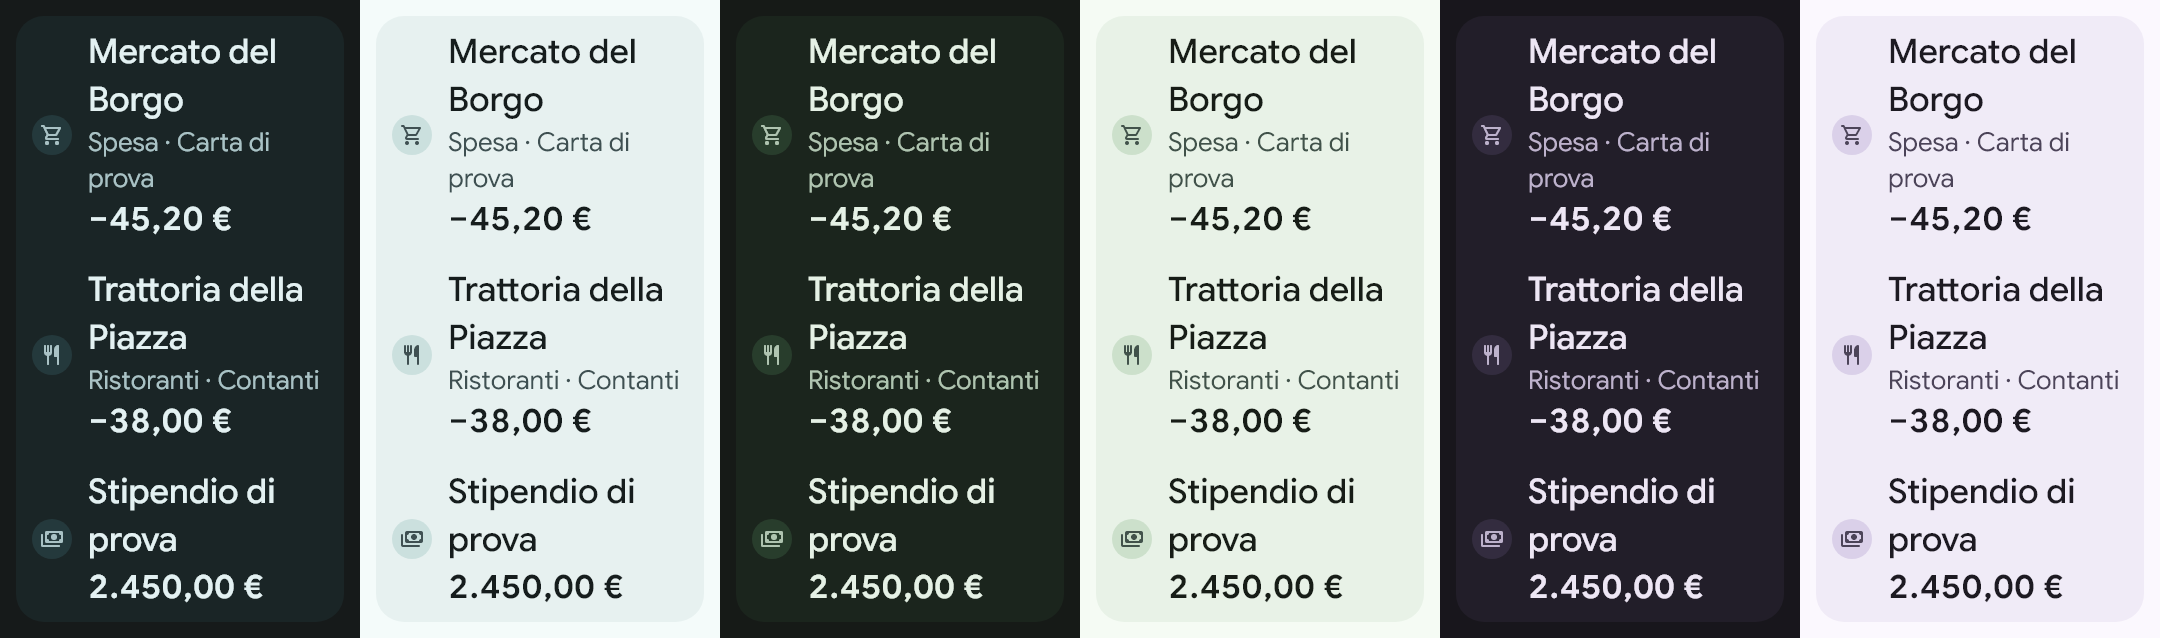 Mercato del
Borgo
Spesa · Carta di
prova
−45,20 €
Trattoria della
Piazza
Ristoranti · Contanti
−38,00 €
Stipendio di
prova
2.450,00 €
Mercato del
Borgo
Spesa · Carta di
prova
−45,20 €
Trattoria della
Piazza
Ristoranti · Contanti
−38,00 €
Stipendio di
prova
2.450,00 €
Mercato del
Borgo
Spesa · Carta di
prova
−45,20 €
Trattoria della
Piazza
Ristoranti · Contanti
−38,00 €
Stipendio di
prova
2.450,00 €
Mercato del
Borgo
Spesa · Carta di
prova
−45,20 €
Trattoria della
Piazza
Ristoranti · Contanti
−38,00 €
Stipendio di
prova
2.450,00 €
Mercato del
Borgo
Spesa · Carta di
prova
−45,20 €
Trattoria della
Piazza
Ristoranti · Contanti
−38,00 €
Stipendio di
prova
2.450,00 €
Mercato del
Borgo
Spesa · Carta di
prova
−45,20 €
Trattoria della
Piazza
Ristoranti · Contanti
−38,00 €
Stipendio di
prova
2.450,00 €